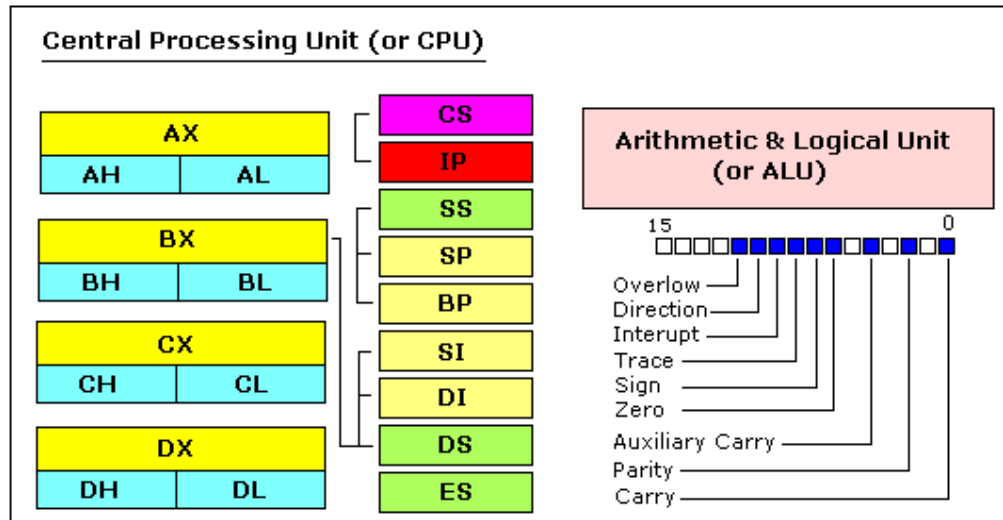 Central Processing Unit (or CPU)
AX
AH AL
BX
BH BL
CX
CH CL
DX
DH DL
CS
IP
SS
SP
BP
SI
DI
DS
ES
Arithmetic & Logical Unit
(or ALU)
15 0
Overlow
Direction
Interupt
Trace
Sign
Zero
Auxiliary Carry
Parity
Carry